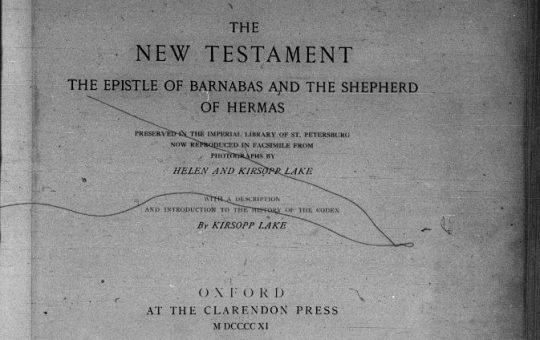 THE
NEW TESTAMENT
THE EPISTLE OF BARNABAS AND THE SHEPHERD
OF HERMAS
PRESERVED IN THE IMPERIAL LIBRARY OF ST. PETERSBURG
NOW REPRODUCED IN FACSIMILE FROM
PHOTOGRAPHS BY
HELEN AND KIRSOPP LAKE
WITH A DESCRIPTION
AND INTRODUCTION TO THE HISTORY OF THE CODEX
By KIRSOPP LAKE
OXFORD
AT THE CLARENDON PRESS
M DCCCC XI